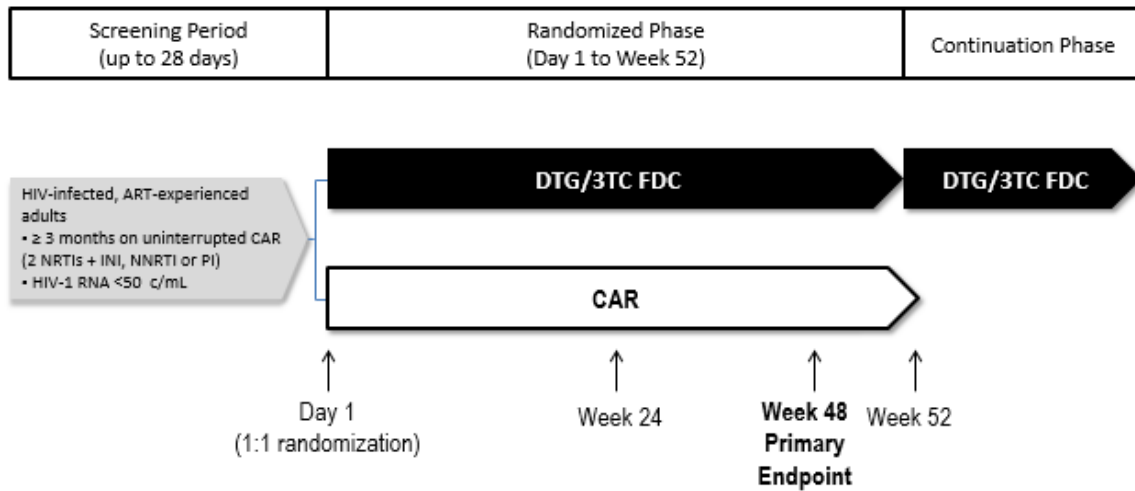 Screening Period
(up to 28 days)
Randomized Phase
(Day 1 to Week 52)
Continuation Phase
DTG/3TC FDC
DTG/3TC FDC
HIV-infected, ART-experienced
adults
• ≥ 3 months on uninterrupted CAR
(2 NRTIs + INI, NNRTI or PI)
• HIV-1 RNA <50 c/mL
CAR
Day 1
(1:1 randomization)
Week 24
Week 48
Primary
Endpoint
Week 52